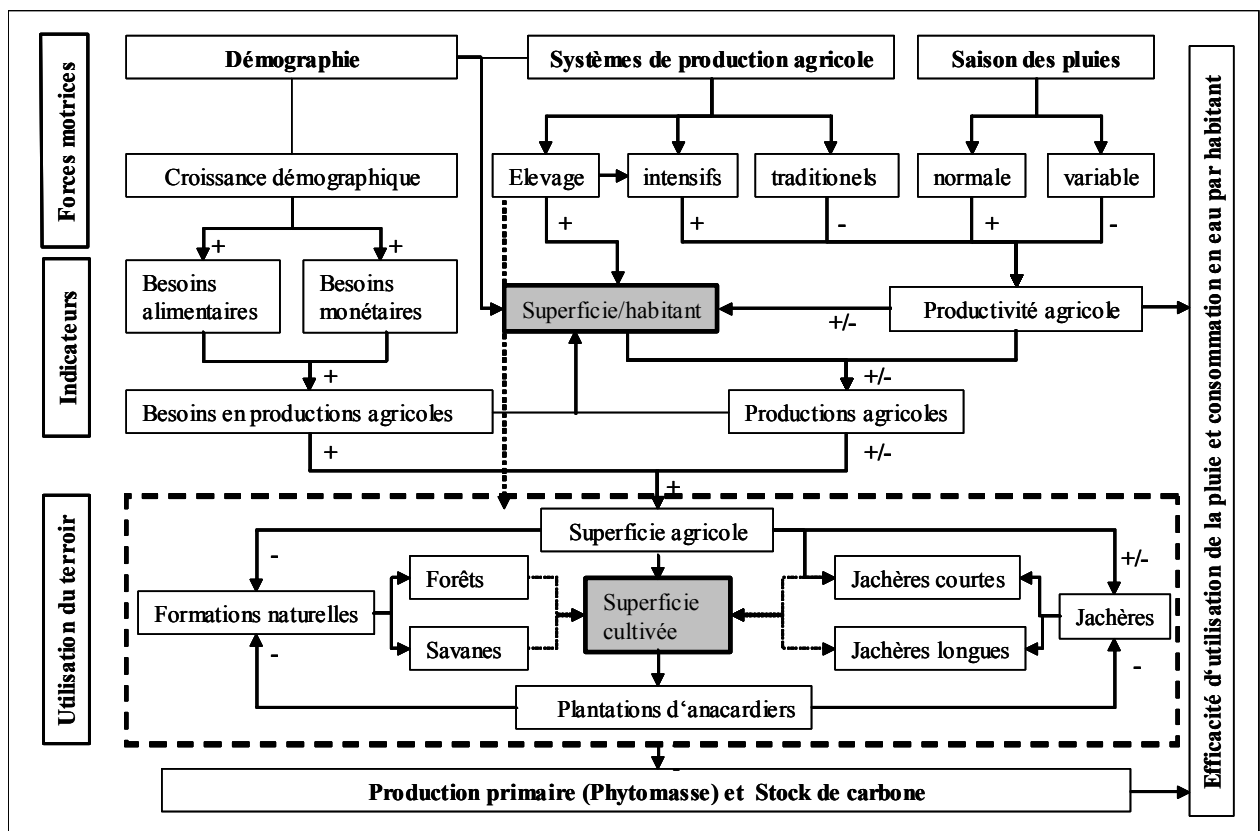 Forces motrices
Démographie
Systèmes de production agricole
Saison des pluies
Croissance démographique
Elevage
intensifs
traditionels
normale
variable
+
+
-
+
-
+
+
Indicateurs
Besoins
alimentaires
Besoins
monétaires
Superficie/habitant
+/-
Productivité agricole
+
+/-
Besoins en productions agricoles
Productions agricoles
+
+/-
+
Utilisation du terroir
Superficie agricole
-
+/-
Forêts
Superficie
cultivée
Jachères courtes
Formations naturelles
Jachères
Savanes
Jachères longues
-
-
Plantations d‘anacardiers
Production primaire (Phytomasse) et Stock de carbone
Efficacité d‘utilisation de la pluie et consommation en eau par habitant